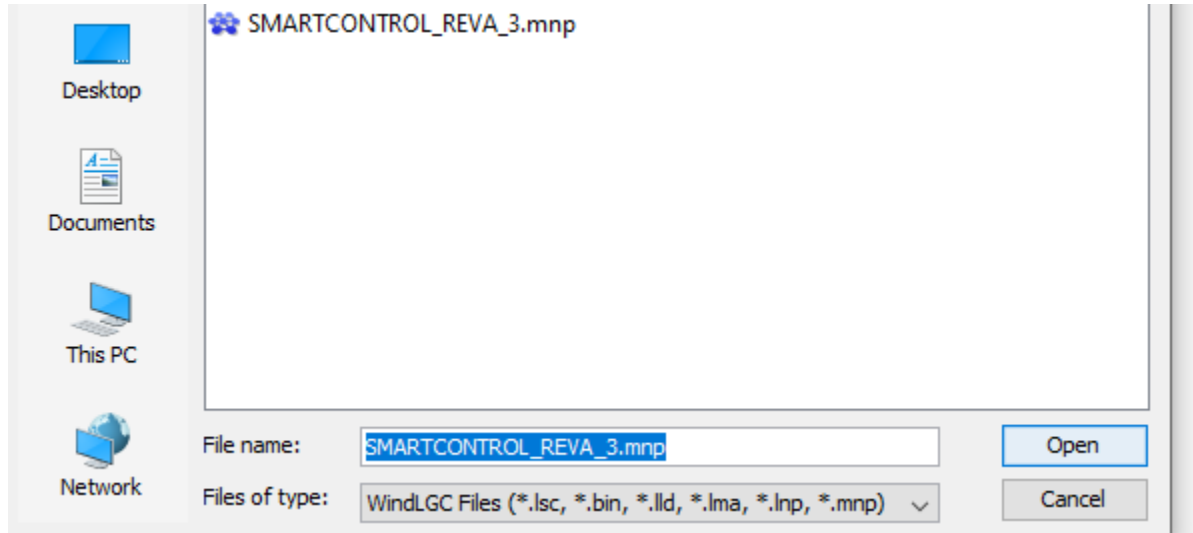 SMARTCONTROL_REVA_3.mnp
Desktop
Documents
This PC
Network
File name:
SMARTCONTROL_REVA_3.mnp
Open
Files of type:
WindLGC Files (*.lsc, *.bin, *.lld, *.lma, *.lnp, *.mnp)
Cancel